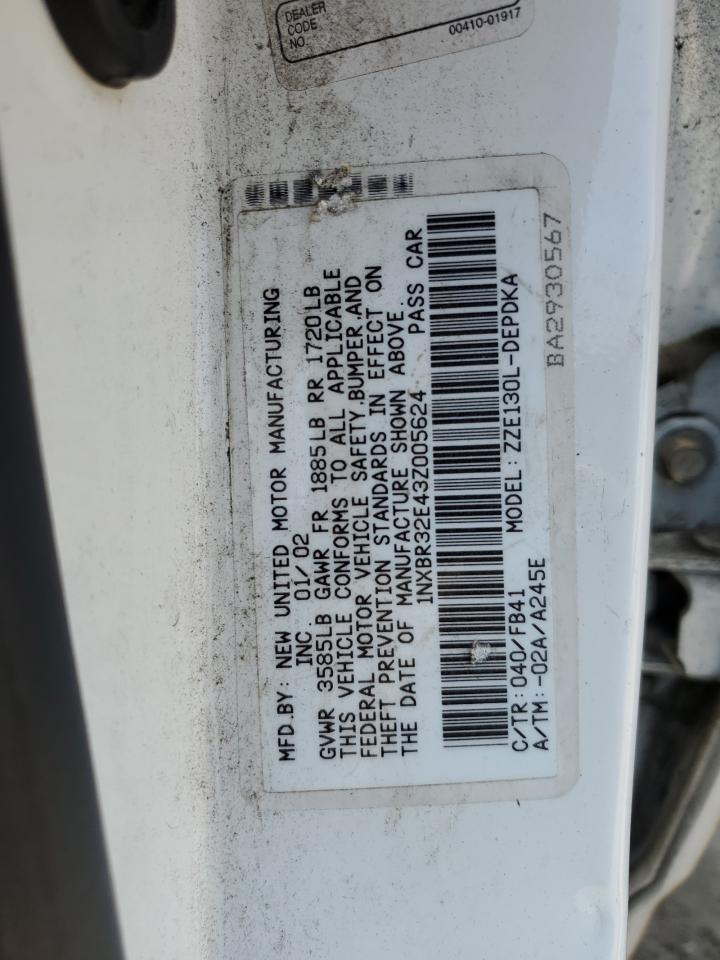 DEALER
CODE
NO.
00410-01917
MFD.BY: NEW UNITED MOTOR MANUFACTURING
INC. 01/02
GVWR 3585LB GAWR FR 1885LB RR 1720LB
THIS VEHICLE CONFORMS TO ALL APPLICABLE
FEDERAL MOTOR VEHICLE SAFETY,BUMPER,AND
THEFT PREVENTION STANDARDS IN EFFECT ON
THE DATE OF MANUFACTURE SHOWN ABOVE.
1NXBR32E43Z005624 PASS CAR
C/TR: 040/FB41 MODEL: ZZE130L-DEPDKA
A/TM: -02A/A245E
BA2930567